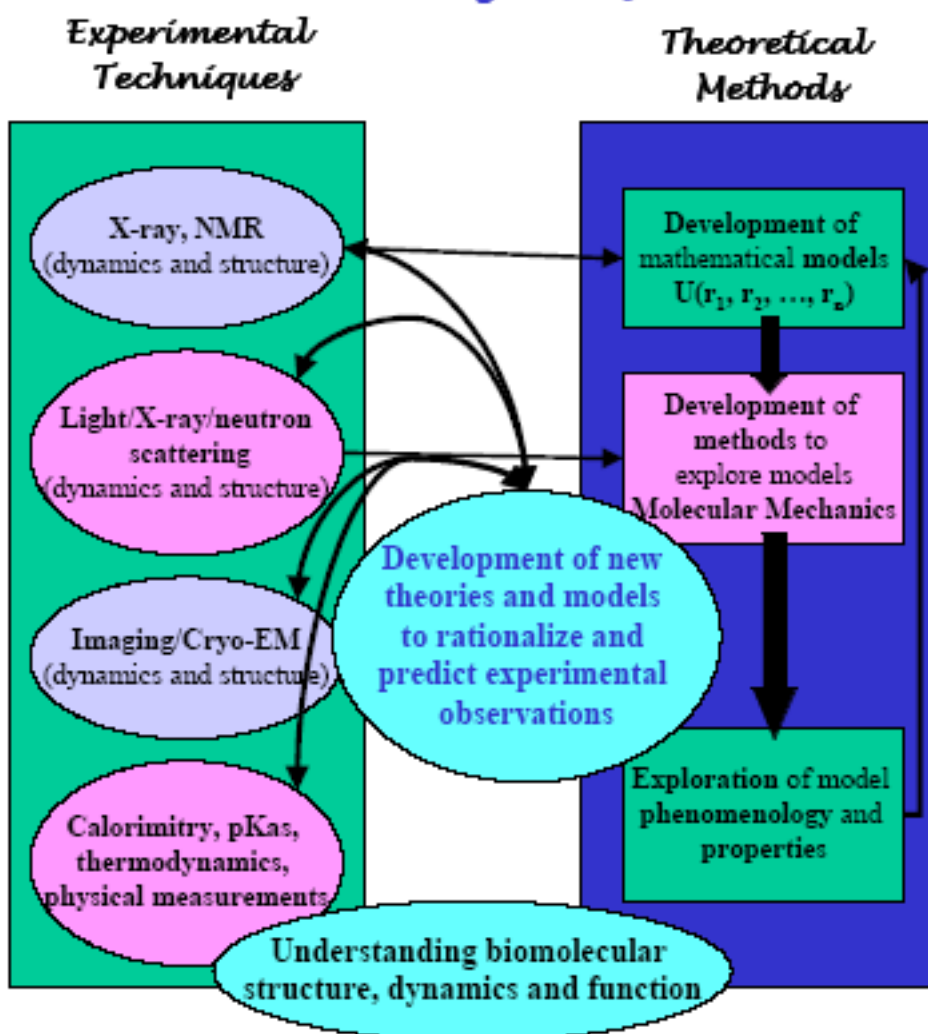 Experimental
Techniques
X-ray, NMR
(dynamics and structure)
Light/X-ray/neutron
scattering
(dynamics and structure)
Imaging/Cryo-EM
(dynamics and structure)
Calorimitry, pKas,
thermodynamics,
physical measurements
Development of new
theories and models
to rationalize and
predict experimental
observations
Theoretical
Methods
Development of
mathematical models
U(r₁, r₂, ..., rₙ)
Development of
methods to
explore models
Molecular Mechanics
Exploration of model
phenomenology and
properties
Understanding biomolecular
structure, dynamics and function